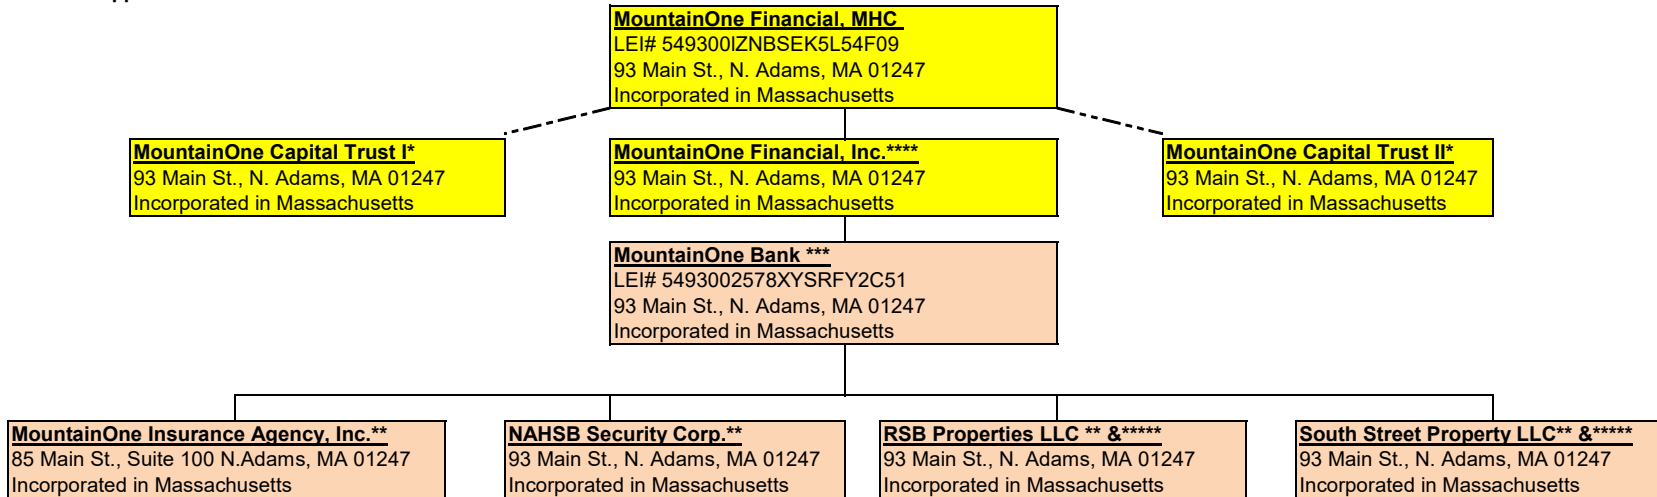 MountainOne Financial, MHC
LEI# 549300IZNBSEK5L54F09
93 Main St., N. Adams, MA 01247
Incorporated in Massachusetts
MountainOne Capital Trust I*
93 Main St., N. Adams, MA 01247
Incorporated in Massachusetts
MountainOne Financial, Inc.****
93 Main St., N. Adams, MA 01247
Incorporated in Massachusetts
MountainOne Capital Trust II*
93 Main St., N. Adams, MA 01247
Incorporated in Massachusetts
MountainOne Bank ***
LEI# 5493002578XYSRFY2C51
93 Main St., N. Adams, MA 01247
Incorporated in Massachusetts
MountainOne Insurance Agency, Inc.**
85 Main St., Suite 100 N.Adams, MA 01247
Incorporated in Massachusetts
NAHSB Security Corp.**
93 Main St., N. Adams, MA 01247
Incorporated in Massachusetts
RSB Properties LLC ** &*****
93 Main St., N. Adams, MA 01247
Incorporated in Massachusetts
South Street Property LLC** &*****
93 Main St., N. Adams, MA 01247
Incorporated in Massachusetts